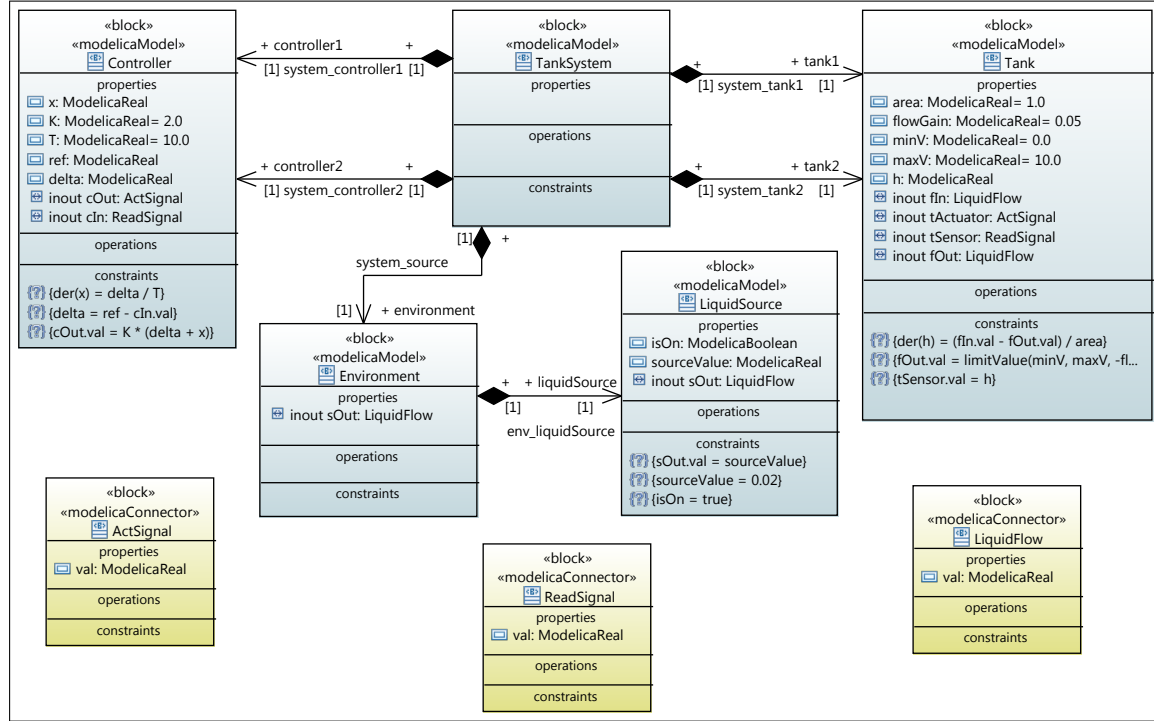 «block»
«modelicaModel»
Controller
properties
x: ModelicaReal
K: ModelicaReal= 2.0
T: ModelicaReal= 10.0
ref: ModelicaReal
delta: ModelicaReal
inout cOut: ActSignal
inout cIn: ReadSignal
operations
constraints
{der(x) = delta / T}
{delta = ref - cIn.val}
{cOut.val = K * (delta + x)}
+ controller1
+
[1] system_controller1 [1]
+ controller2
+
[1] system_controller2 [1]
«block»
«modelicaModel»
TankSystem
properties
operations
constraints
+
+ tank1
[1] system_tank1
[1]
+
+ tank2
[1] system_tank2
[1]
«block»
«modelicaModel»
Tank
properties
area: ModelicaReal= 1.0
flowGain: ModelicaReal= 0.05
minV: ModelicaReal= 0.0
maxV: ModelicaReal= 10.0
h: ModelicaReal
inout fIn: LiquidFlow
inout tActuator: ActSignal
inout tSensor: ReadSignal
inout fOut: LiquidFlow
operations
constraints
{der(h) = (fIn.val - fOut.val) / area}
{fOut.val = limitValue(minV, maxV, -fl...
{tSensor.val = h}
[1] +
system_source
[1] + environment
«block»
«modelicaModel»
Environment
properties
inout sOut: LiquidFlow
operations
constraints
+ + liquidSource
[1] [1]
env_liquidSource
«block»
«modelicaModel»
LiquidSource
properties
isOn: ModelicaBoolean
sourceValue: ModelicaReal
inout sOut: LiquidFlow
operations
constraints
{sOut.val = sourceValue}
{sourceValue = 0.02}
{isOn = true}
«block»
«modelicaConnector»
ActSignal
properties
val: ModelicaReal
operations
constraints
«block»
«modelicaConnector»
ReadSignal
properties
val: ModelicaReal
operations
constraints
«block»
«modelicaConnector»
LiquidFlow
properties
val: ModelicaReal
operations
constraints